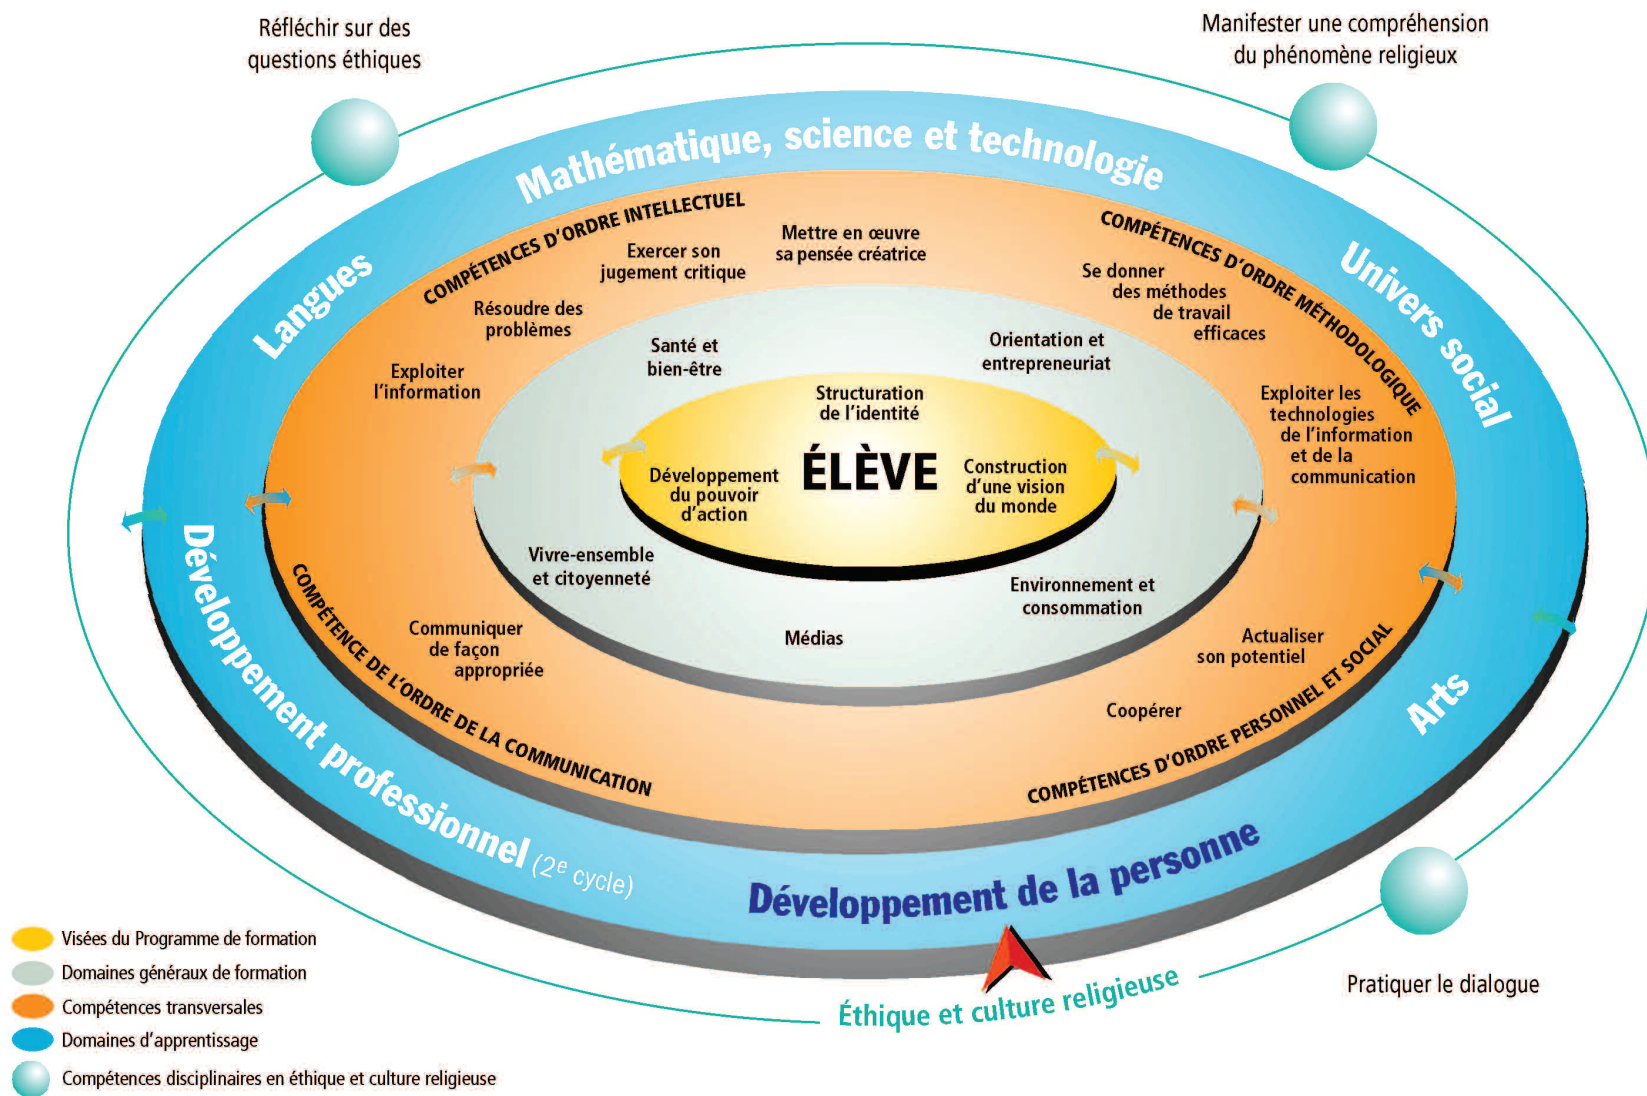 Réfléchir sur des
questions éthiques
Manifester une compréhension
du phénomène religieux
Mathématique, science et technologie
Langues
Univers social
COMPÉTENCES D'ORDRE INTELLECTUEL
COMPÉTENCES D'ORDRE MÉTHODOLOGIQUE
Mettre en œuvre
sa pensée créatrice
Exercer son
jugement critique
Résoudre des
problèmes
Exploiter
l'information
Se donner
des méthodes
de travail
efficaces
Exploiter les
technologies
de l'information
et de la
communication
Santé et
bien-être
Orientation et
entrepreneuriat
Structuration
de l'identité
ÉLÈVE
Développement
du pouvoir
d'action
Construction
d'une vision
du monde
Vivre-ensemble
et citoyenneté
Environnement et
consommation
Médias
Communiquer
de façon
appropriée
Actualiser
son potentiel
Coopérer
COMPÉTENCE DE L'ORDRE DE LA COMMUNICATION
COMPÉTENCES D'ORDRE PERSONNEL ET SOCIAL
Arts
Développement professionnel (2e cycle)
Développement de la personne
Éthique et culture religieuse
Pratiquer le dialogue
Visées du Programme de formation
Domaines généraux de formation
Compétences transversales
Domaines d'apprentissage
Compétences disciplinaires en éthique et culture religieuse